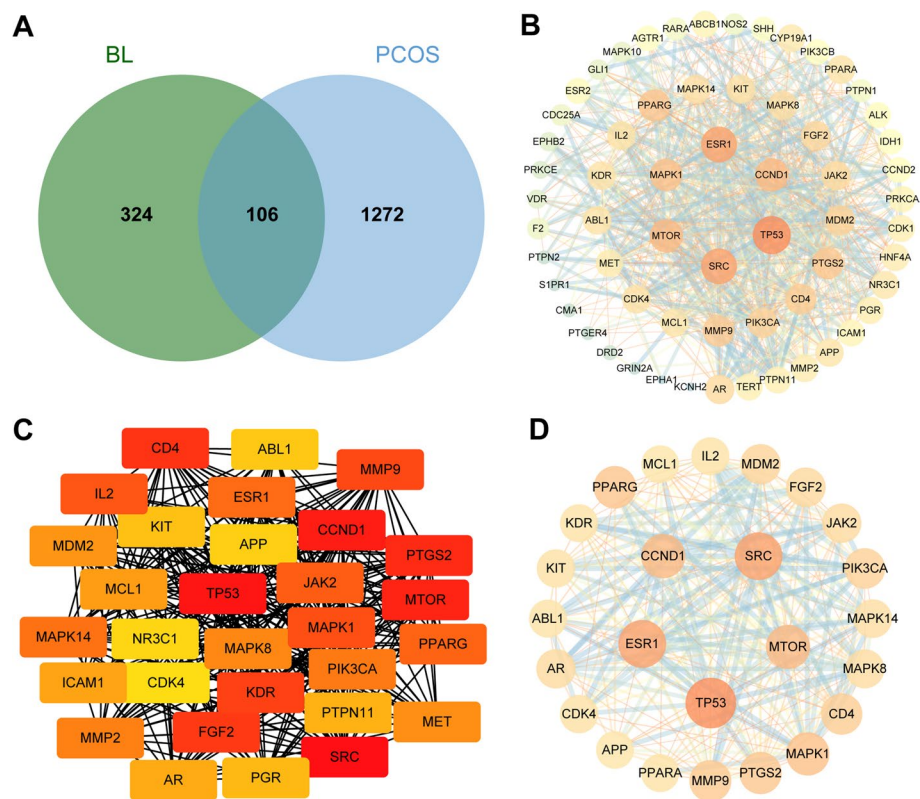 A
BL
PCOS
324
106
1272
B
RARA
ABCB1
NOS2
SHH
AGTR1
CYP19A1
MAPK10
PIK3CB
GLI1
PPARA
ESR2
PTPN1
CDC25A
ALK
EPHB2
IDH1
PRKCE
CCND2
VDR
PRKCA
F2
CDK1
PTPN2
HNF4A
S1PR1
NR3C1
CMA1
PGR
PTGER4
ICAM1
DRD2
APP
GRIN2A
MMP2
EPHA1
PTPN11
KCNH2
AR
TERT
MAPK14
KIT
PPARG
MAPK8
IL2
FGF2
KDR
JAK2
ABL1
MDM2
MET
PTGS2
CDK4
CD4
MCL1
MMP9
PIK3CA
ESR1
MAPK1
CCND1
MTOR
TP53
SRC
C
CD4
ABL1
MMP9
IL2
ESR1
KIT
CCND1
MDM2
APP
PTGS2
MCL1
TP53
JAK2
MTOR
MAPK14
NR3C1
MAPK8
MAPK1
PPARG
ICAM1
CDK4
KDR
PIK3CA
MMP2
FGF2
PTPN11
MET
AR
PGR
SRC
D
IL2
MCL1
MDM2
PPARG
FGF2
KDR
JAK2
CCND1
SRC
KIT
PIK3CA
ABL1
MAPK14
ESR1
MTOR
AR
MAPK8
CDK4
TP53
CD4
APP
MAPK1
PPARA
MMP9
PTGS2